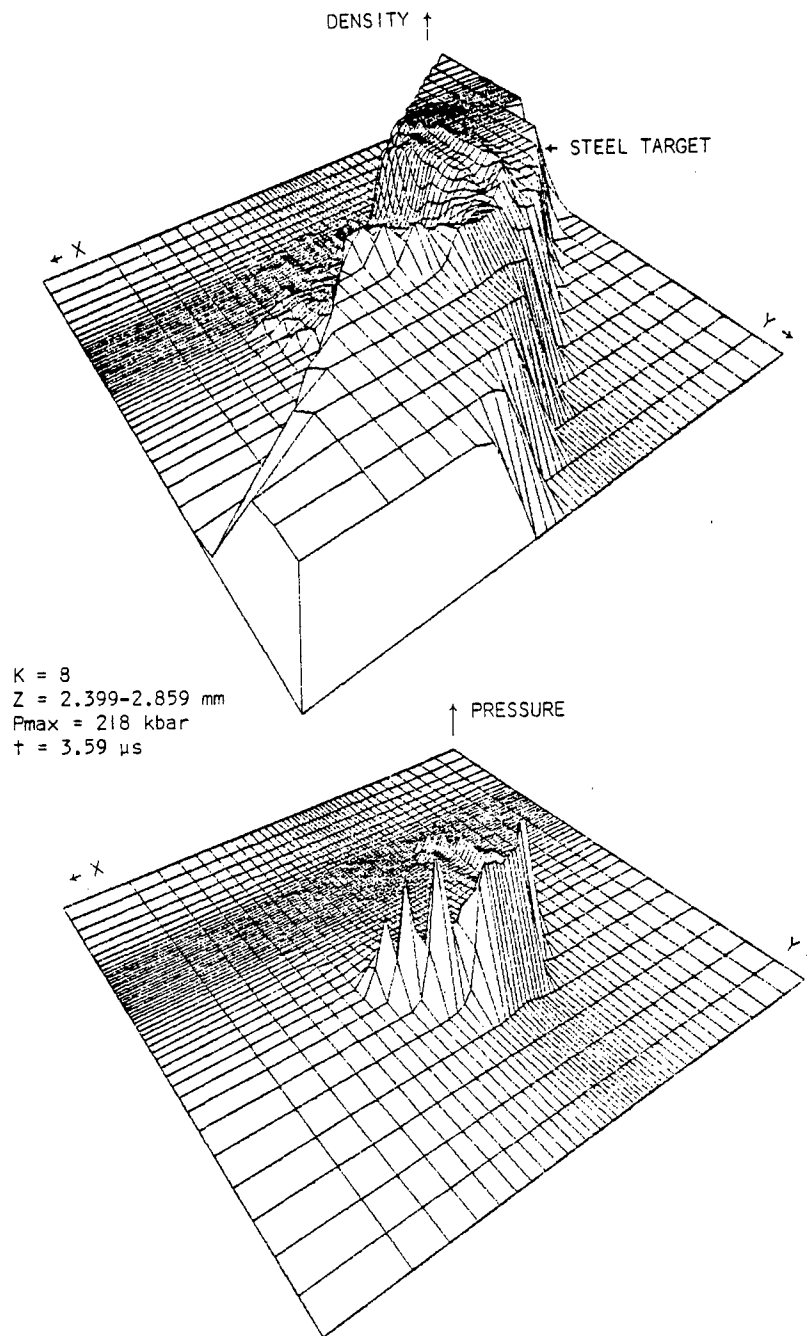 DENSITY ↑
← STEEL TARGET
← X
Y →
K = 8
Z = 2.399-2.859 mm
Pmax = 218 kbar
t = 3.59 µs
↑ PRESSURE
← X
Y